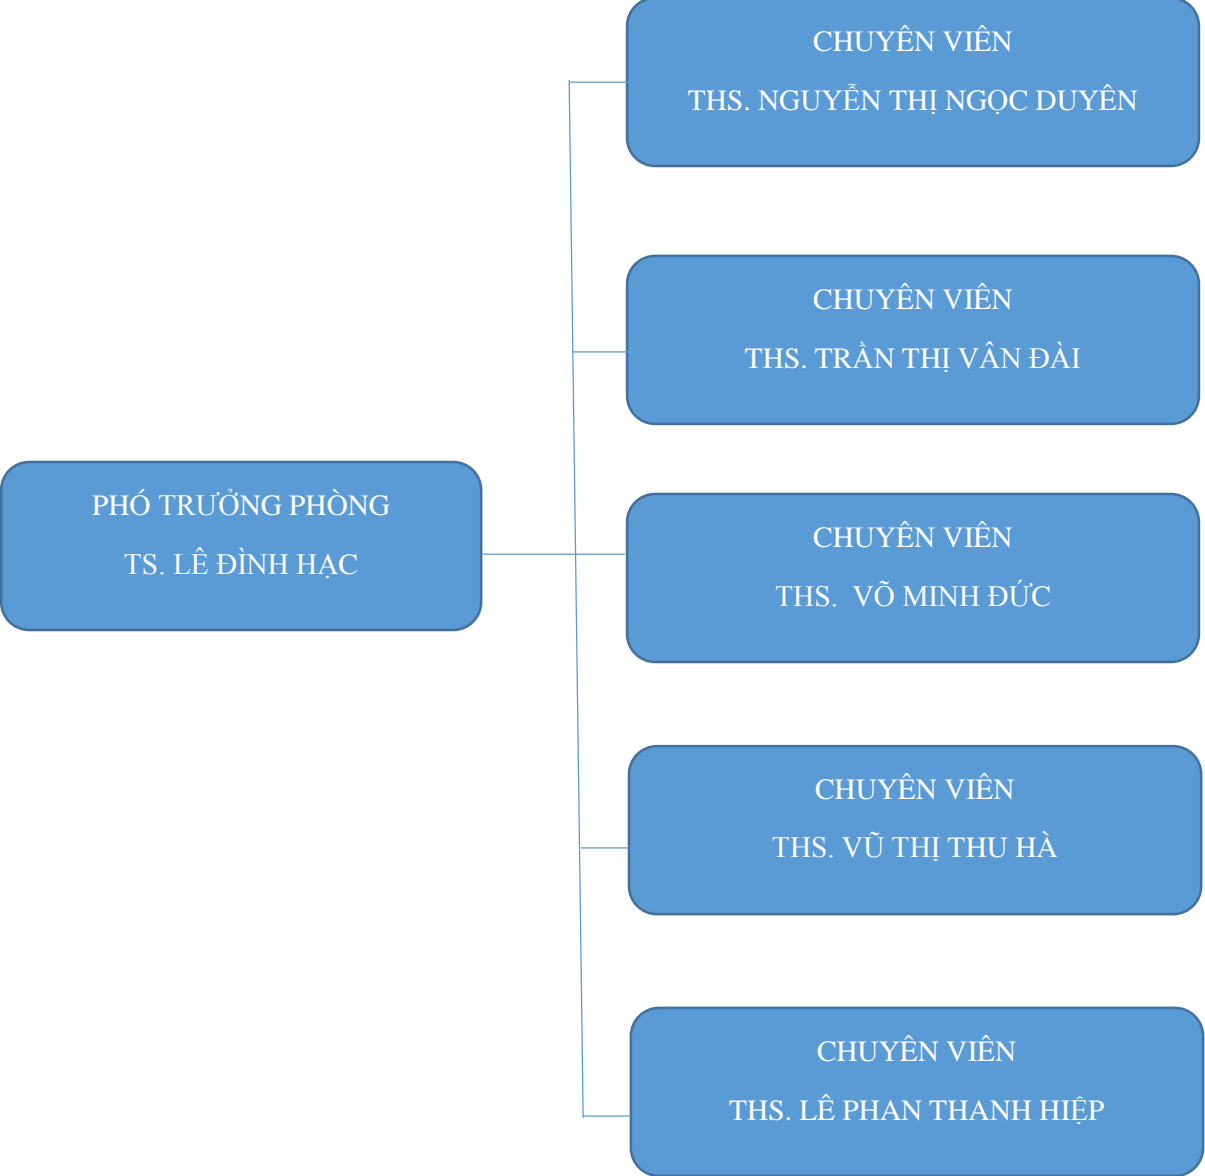 CHUYÊN VIÊN
THS. NGUYỄN THỊ NGỌC DUYÊN
CHUYÊN VIÊN
THS. TRẦN THỊ VÂN ĐÀI
PHÓ TRƯỞNG PHÒNG
TS. LÊ ĐÌNH HẠC
CHUYÊN VIÊN
THS. VÕ MINH ĐỨC
CHUYÊN VIÊN
THS. VŨ THỊ THU HÀ
CHUYÊN VIÊN
THS. LÊ PHAN THANH HIỆP